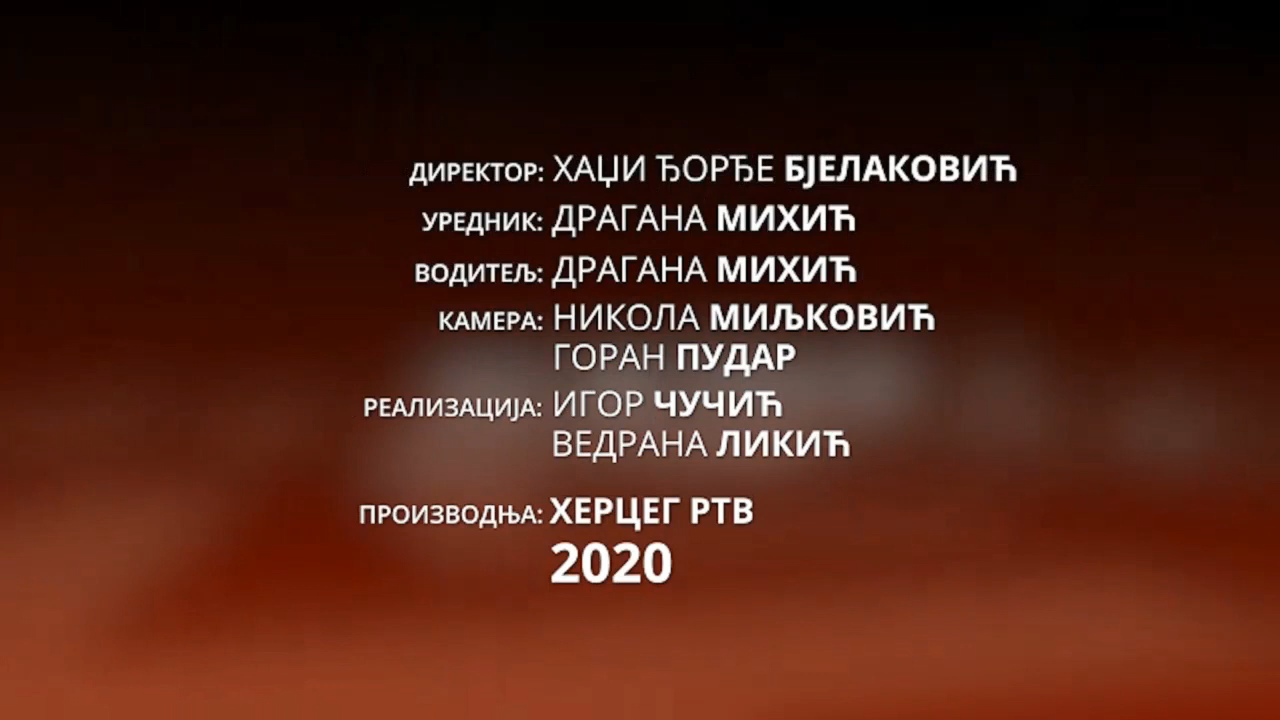 ДИРЕКТОР: ХАЏИ ЂОРЂЕ БЈЕЛАКОВИЋ
УРЕДНИК: ДРАГАНА МИХИЋ
ВОДИТЕЉ: ДРАГАНА МИХИЋ
КАМЕРА: НИКОЛА МИЉКОВИЋ
ГОРАН ПУДАР
РЕАЛИЗАЦИЈА: ИГОР ЧУЧИЋ
ВЕДРАНА ЛИКИЋ
ПРОИЗВОДЊА: ХЕРЦЕГ РТВ
2020